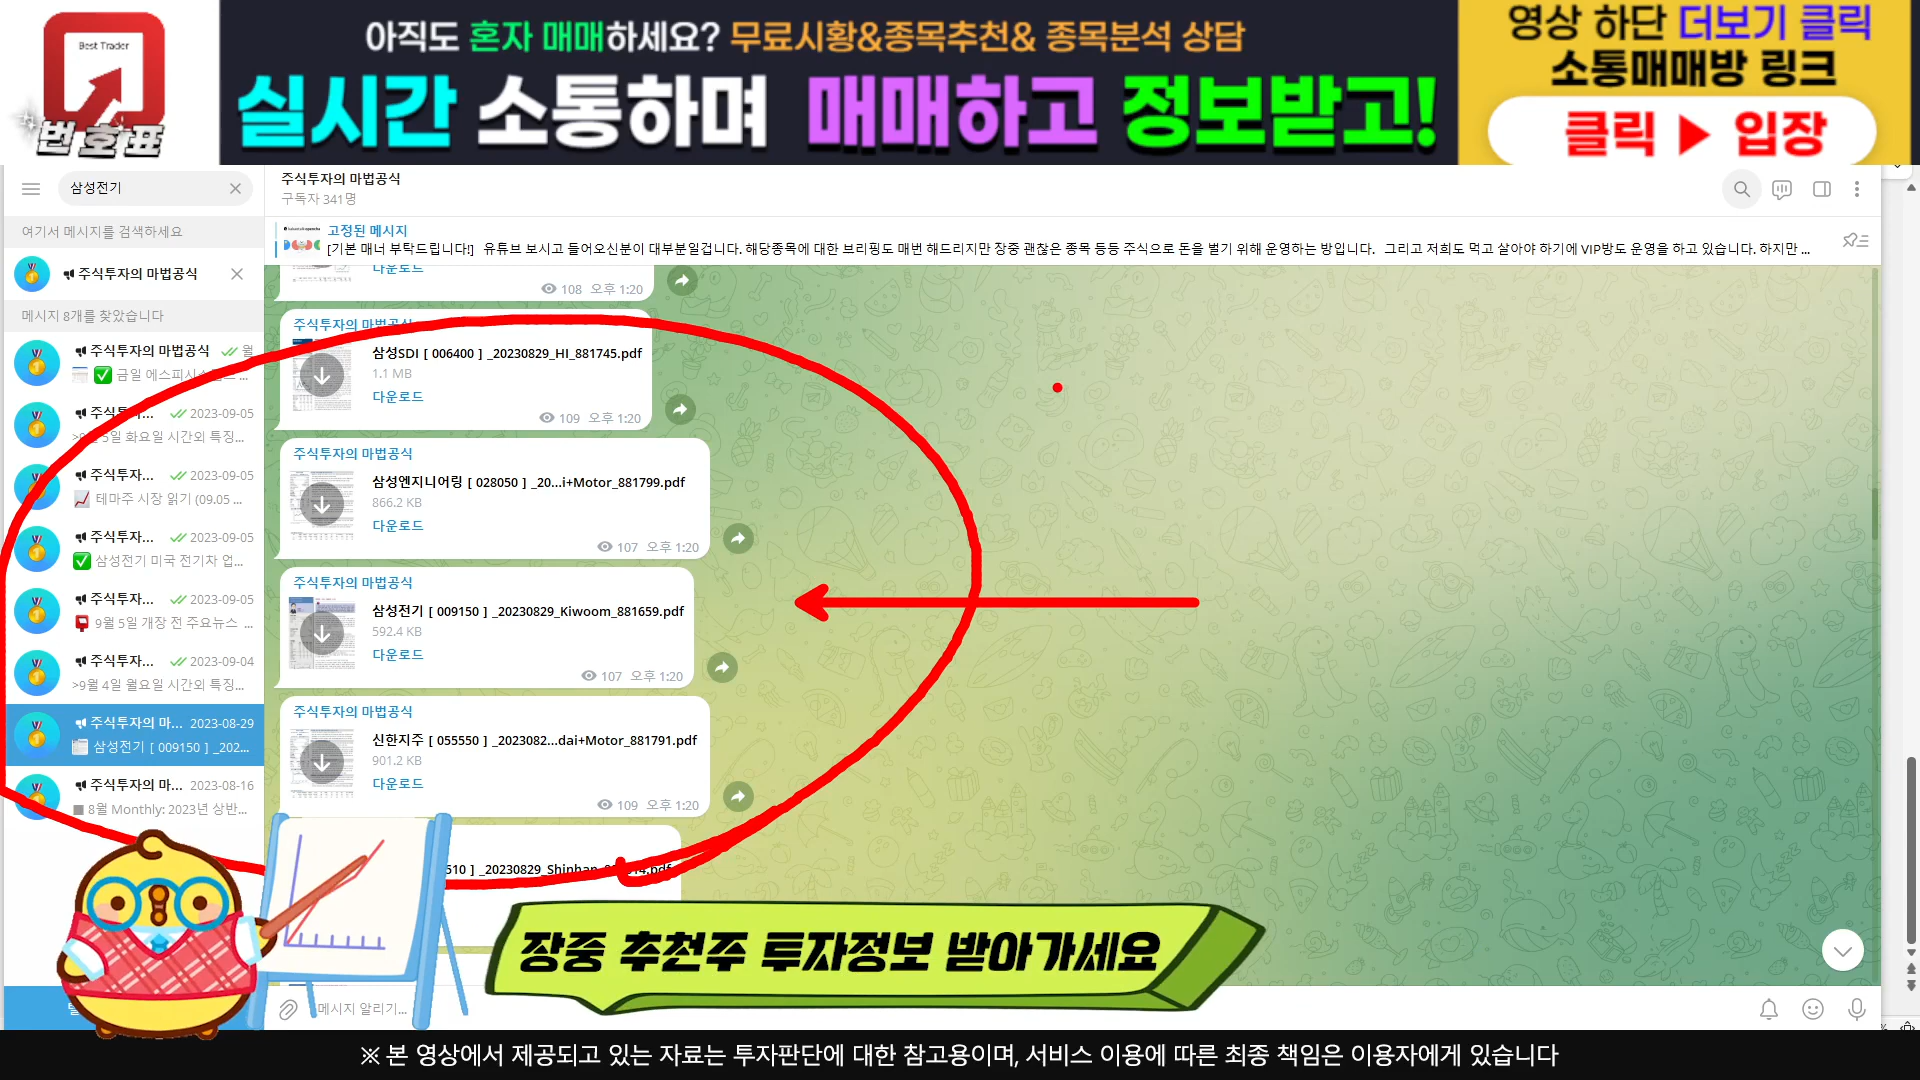 Best Trader
번호표
아직도 혼자 매매하세요? 무료시황&종목추천& 종목분석 상담
실시간 소통하며 매매하고 정보받고!
영상 하단 더보기 클릭
소통매매방 링크
클릭 ▶ 입장
삼성전기
여기서 메시지를 검색하세요
주식투자의 마법공식
메시지 8개를 찾았습니다
주식투자의 마법공식 월
✅ 금일
주식투자... 2023-09-05
5일 화요일 시간외 특징...
주식투자... 2023-09-05
테마주 시장 읽기 (09.05 ...
주식투자... 2023-09-05
✅ 삼성전기 미국 전기차 업...
주식투자... 2023-09-05
9월 5일 개장 전 주요뉴스 ...
주식투자... 2023-09-04
>9월 4일 월요일 시간외 특징...
주식투자의 마... 2023-08-29
삼성전기 [ 009150 ] _202...
주식투자의 마... 2023-08-16
■ 8월 Monthly: 2023년 상반...
주식투자의 마법공식
구독자 341명
고정된 메시지
[기본 매너 부탁드립니다!] 유튜브 보시고 들어오신분이 대부분일겁니다. 해당종목에 대한 브리핑도 매번 해드리지만 장중 괜찮은 종목 등등 주식으로 돈을 벌기 위해 운영하는 방입니다. 그리고 저희도 먹고 살아야 하기에 VIP방도 운영을 하고 있습니다. 하지만 ...
다운로드
108 오후 1:20
주식투자의 마법공식
삼성SDI [ 006400 ] _20230829_HI_881745.pdf
1.1 MB
다운로드
109 오후 1:20
주식투자의 마법공식
삼성엔지니어링 [ 028050 ] _20...i+Motor_881799.pdf
866.2 KB
다운로드
107 오후 1:20
주식투자의 마법공식
삼성전기 [ 009150 ] _20230829_Kiwoom_881659.pdf
592.4 KB
다운로드
107 오후 1:20
주식투자의 마법공식
신한지주 [ 055550 ] _2023082...dai+Motor_881791.pdf
901.2 KB
다운로드
109 오후 1:20
510 ] _20230829_Shinhan
장중 추천주 투자정보 받아가세요
메시지 알리기...
※ 본 영상에서 제공되고 있는 자료는 투자판단에 대한 참고용이며, 서비스 이용에 따른 최종 책임은 이용자에게 있습니다